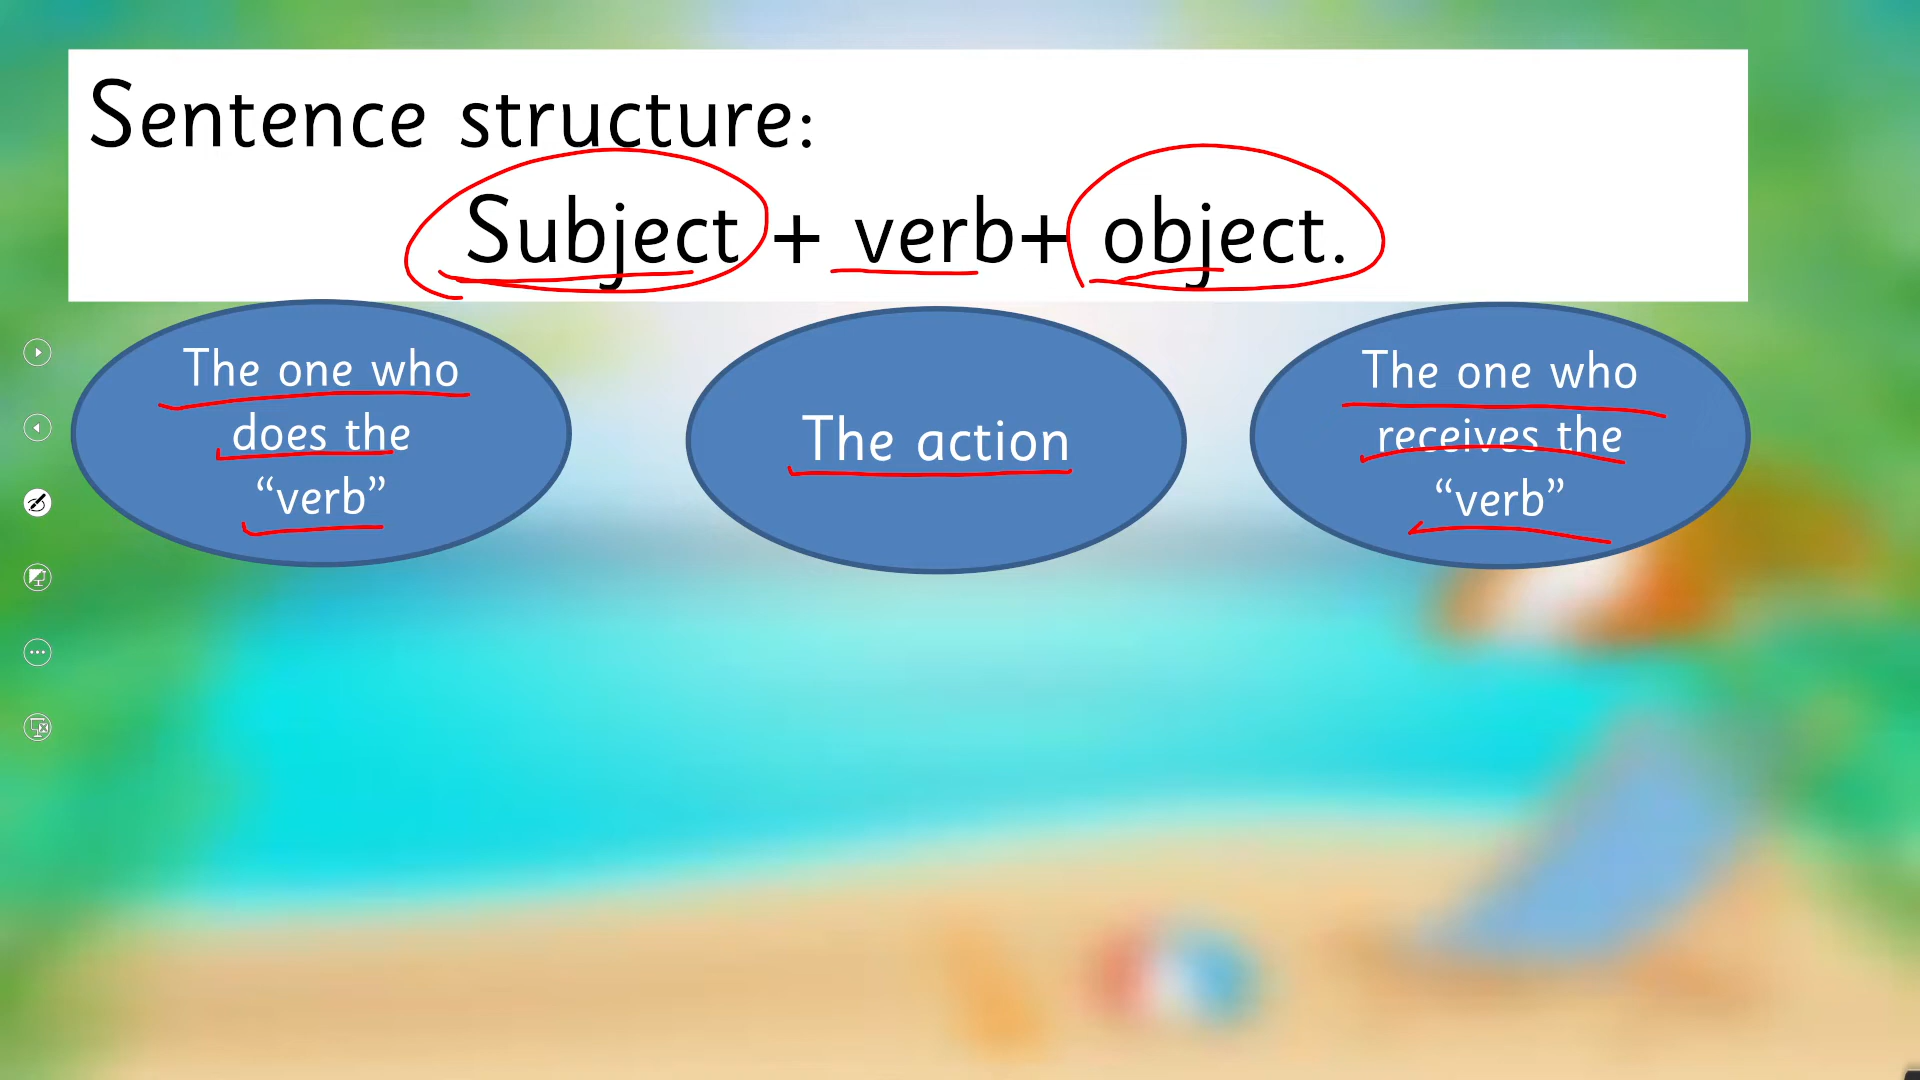 Sentence structure:
Subject + verb+ object.
The one who
does the
“verb”
The action
The one who
receives the
“verb”